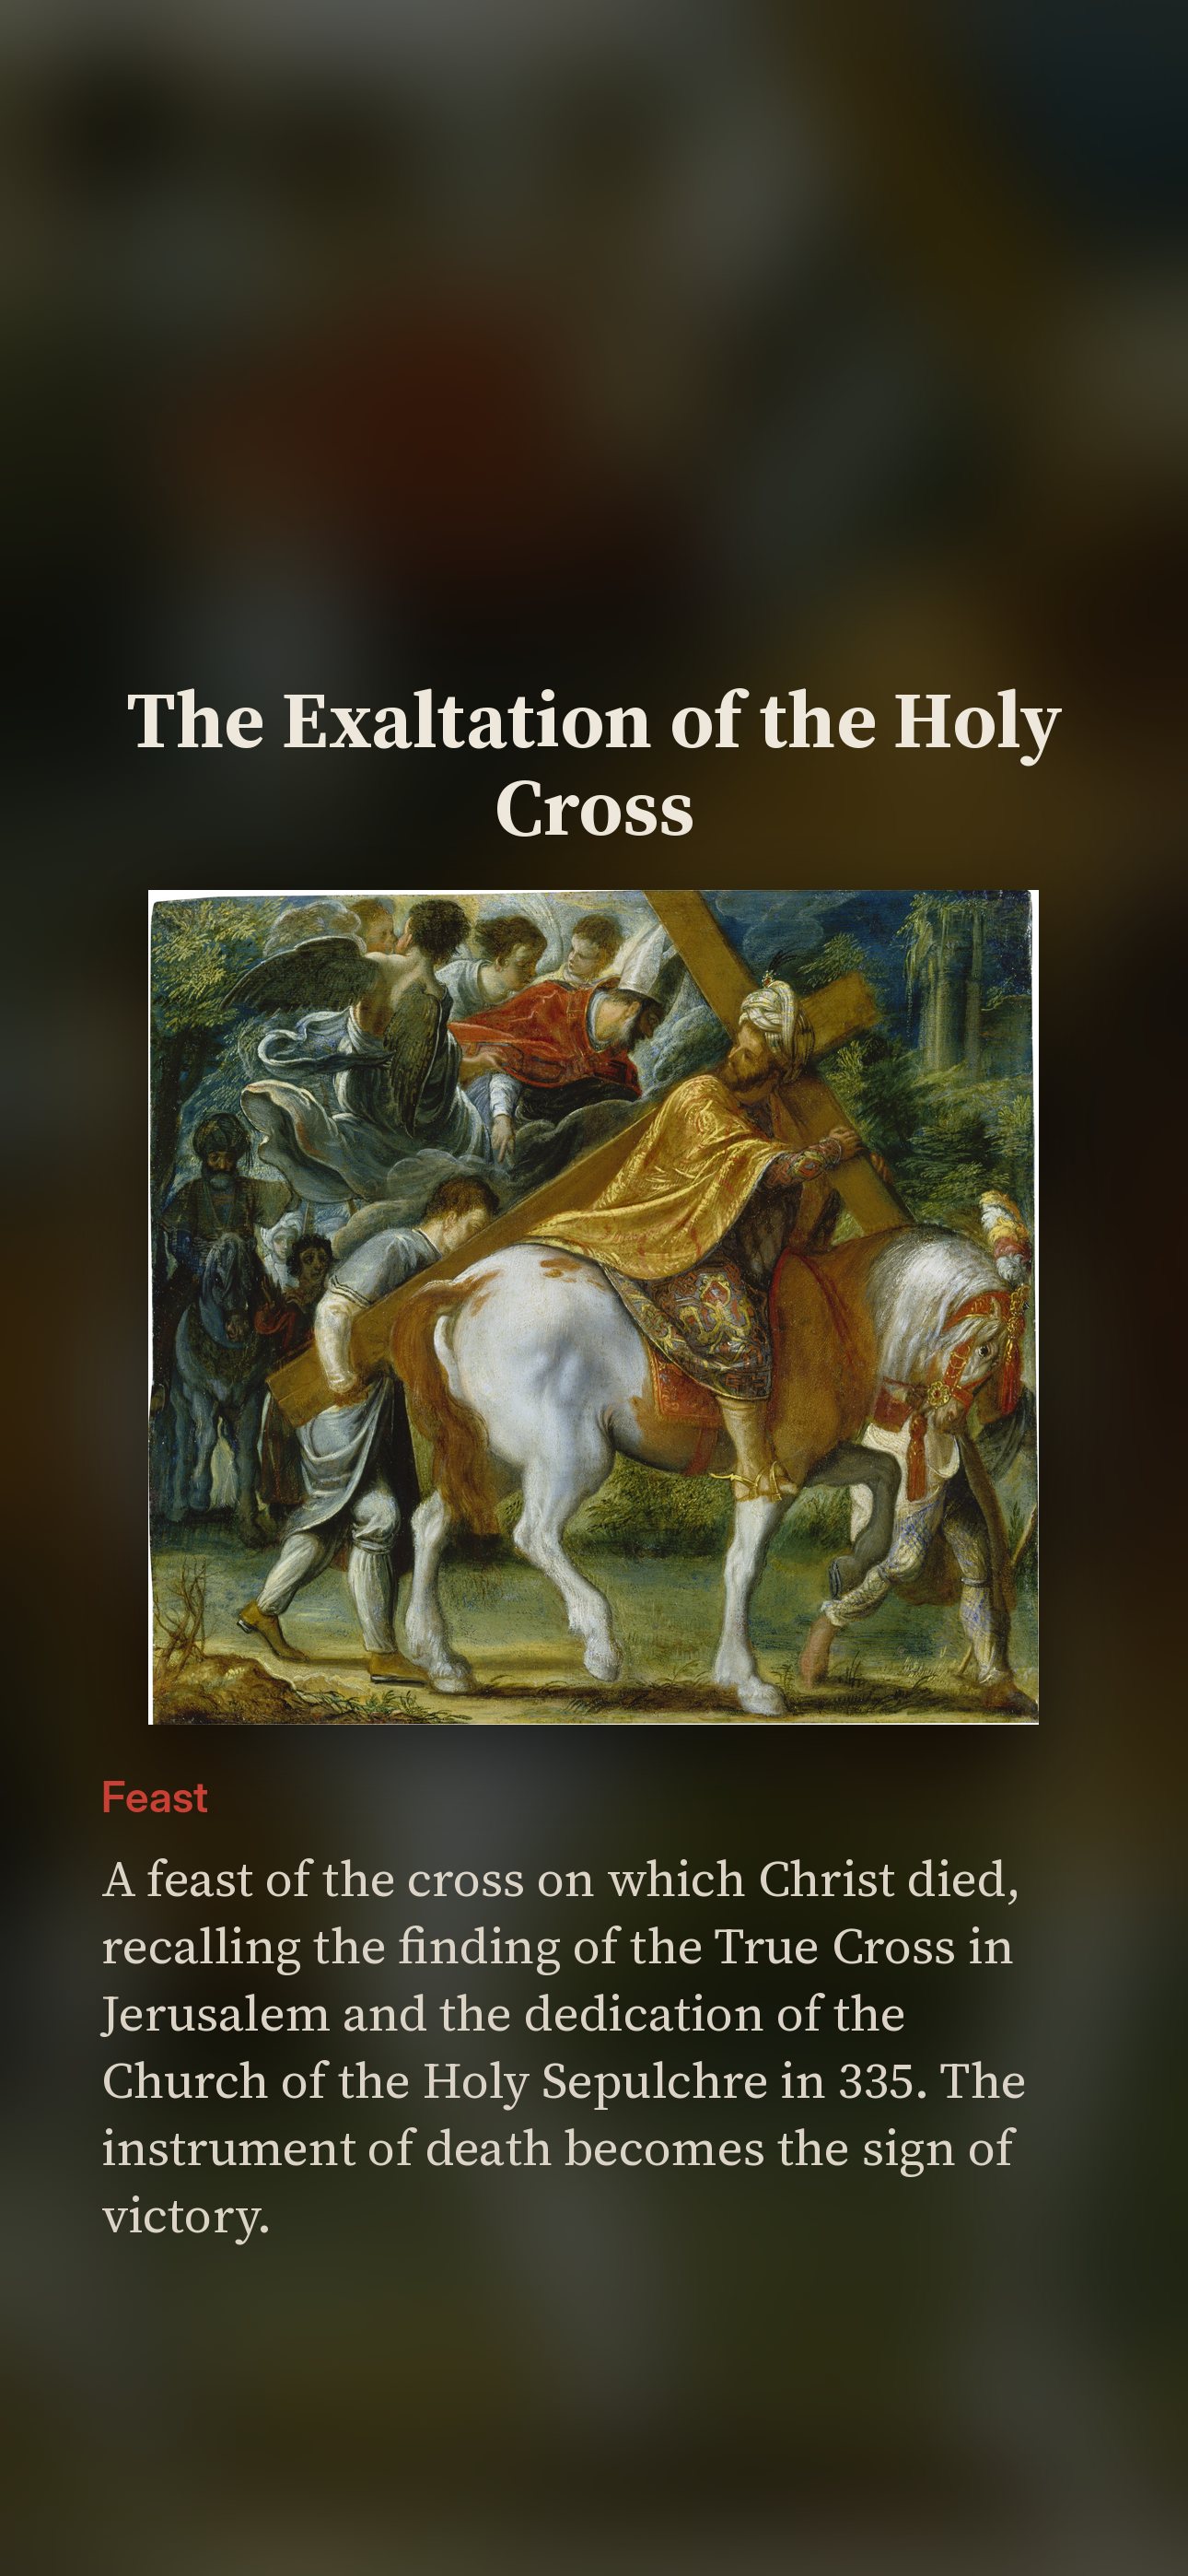 The Exaltation of the Holy
Cross
Feast
A feast of the cross on which Christ died,
recalling the finding of the True Cross in
Jerusalem and the dedication of the
Church of the Holy Sepulchre in 335. The
instrument of death becomes the sign of
victory.